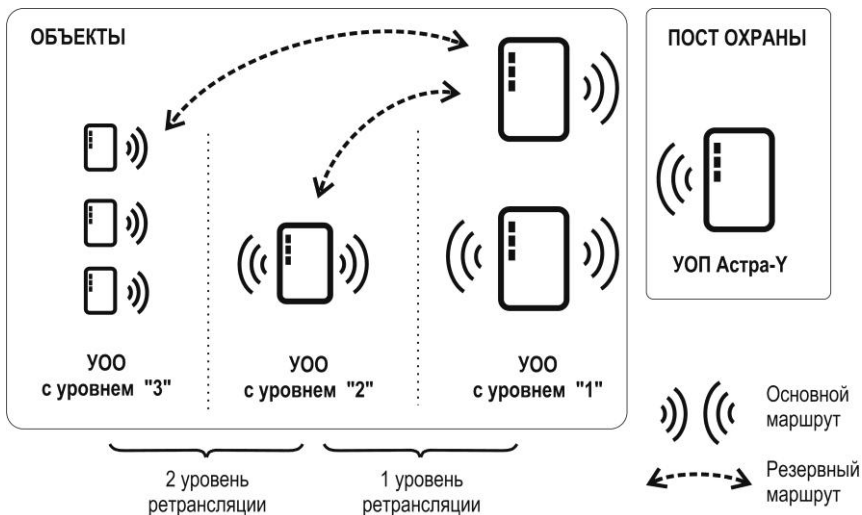 ОБЪЕКТЫ
ПОСТ ОХРАНЫ
УОП Астра-Y
УОО
с уровнем "3"
УОО
с уровнем "2"
УОО
с уровнем "1"
2 уровень
ретрансляции
1 уровень
ретрансляции
Основной
маршрут
Резервный
маршрут